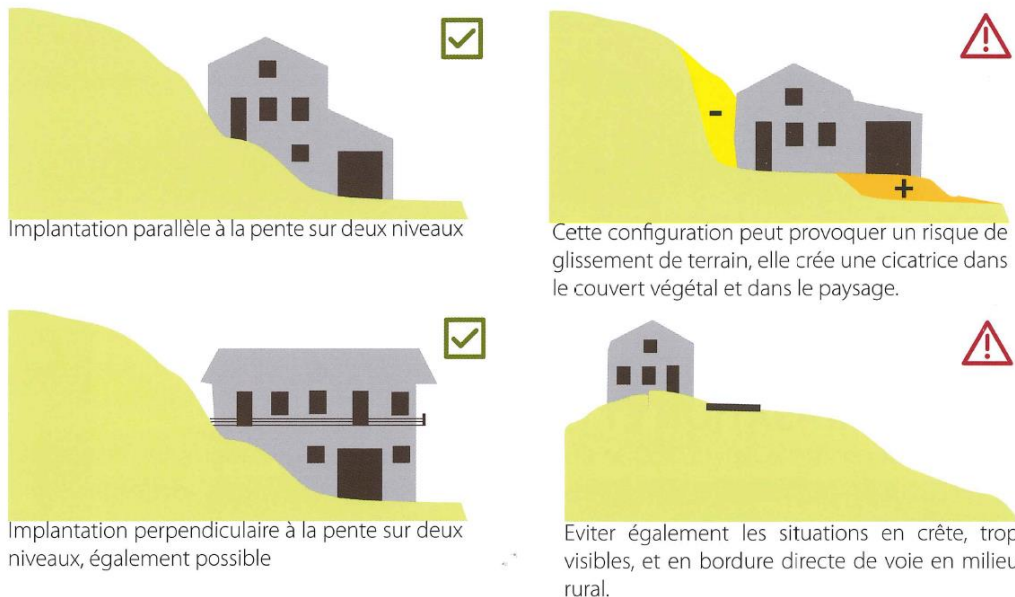 Implantation parallèle à la pente sur deux niveaux
-
+
Cette configuration peut provoquer un risque de
glissement de terrain, elle crée une cicatrice dans
le couvert végétal et dans le paysage.
Implantation perpendiculaire à la pente sur deux
niveaux, également possible
Eviter également les situations en crête, trop
visibles, et en bordure directe de voie en milieu
rural.